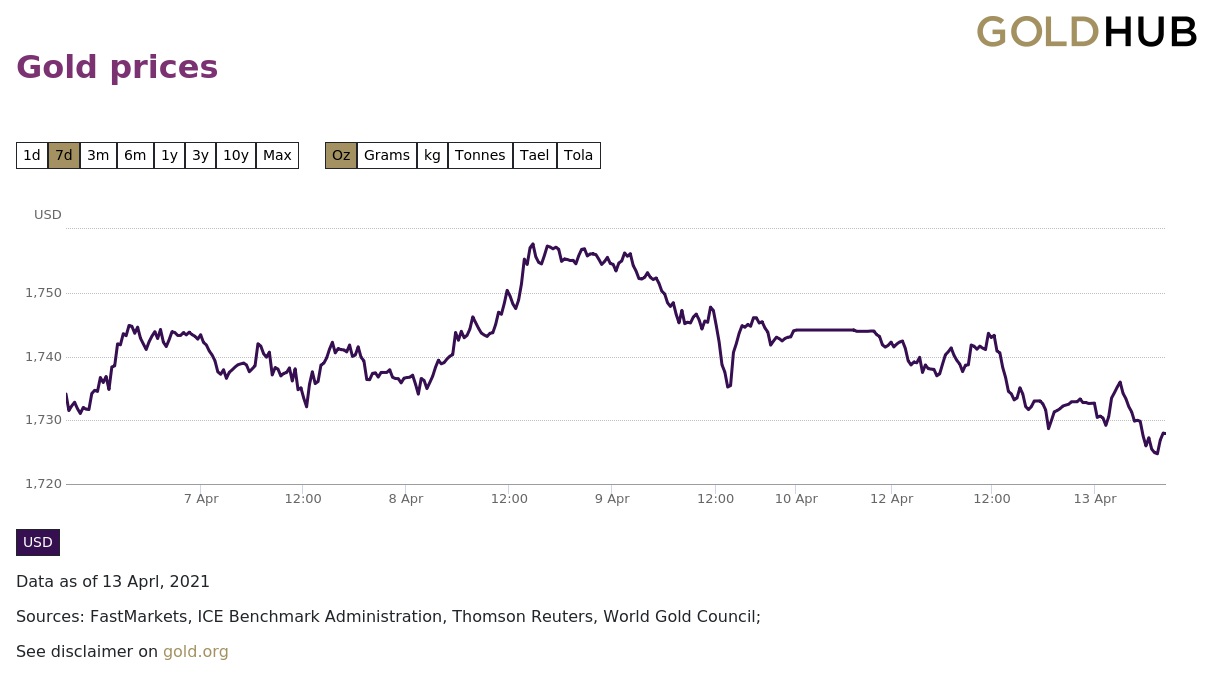 GOLDHUB
Gold prices
1d 7d 3m 6m 1y 3y 10y Max Oz Grams kg Tonnes Tael Tola
USD
1,750
1,740
1,730
1,720
7 Apr 12:00 8 Apr 12:00 9 Apr 12:00 10 Apr 12 Apr 12:00 13 Apr
USD
Data as of 13 Aprl, 2021
Sources: FastMarkets, ICE Benchmark Administration, Thomson Reuters, World Gold Council;
See disclaimer on gold.org